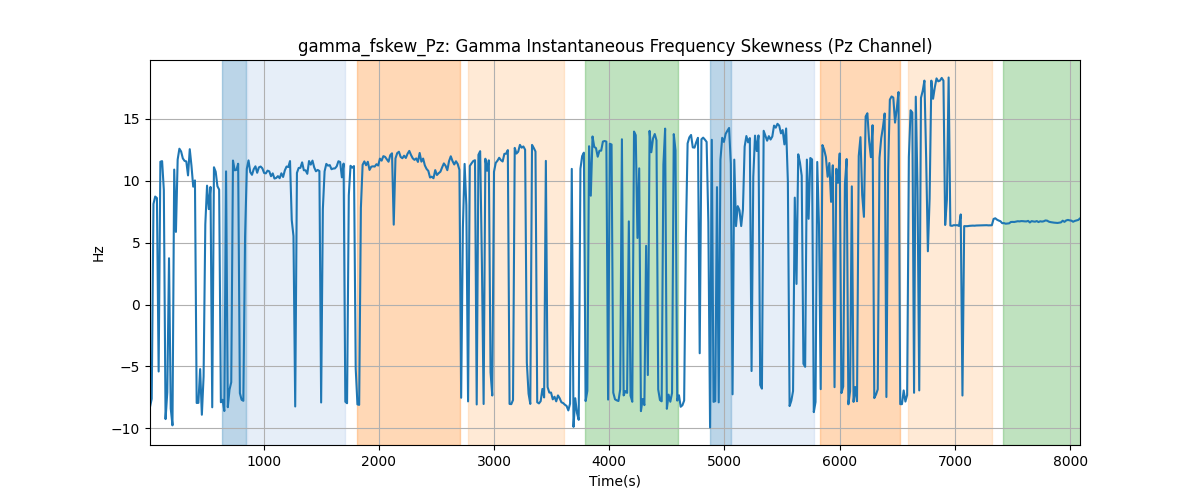 gamma_fskew_Pz: Gamma Instantaneous Frequency Skewness (Pz Channel)
Hz
15
10
5
0
−5
−10
1000 2000 3000 4000 5000 6000 7000 8000
Time(s)